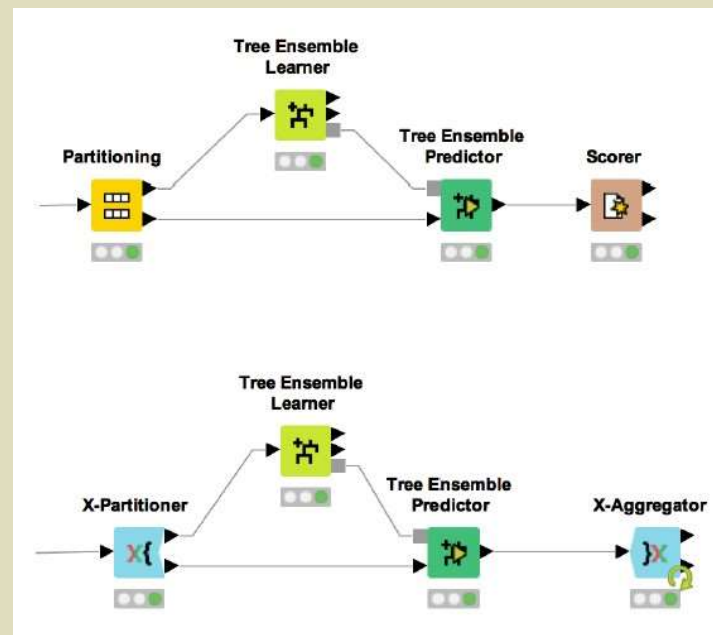 Tree Ensemble
Learner
Partitioning
Tree Ensemble
Predictor
Scorer
Tree Ensemble
Learner
X-Partitioner
Tree Ensemble
Predictor
X-Aggregator